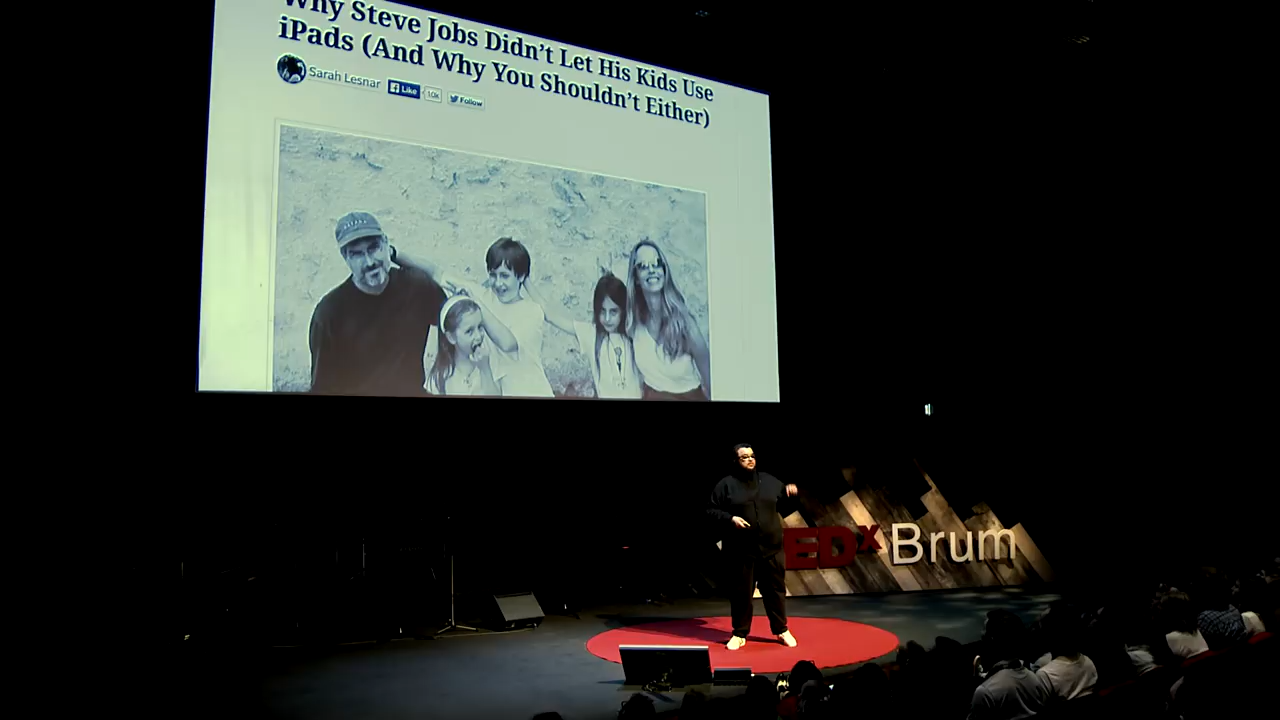 Why Steve Jobs Didn't Let His Kids Use
iPads (And Why You Shouldn't Either)
Sarah Lesnar
Like
10k
Follow
TEDx Brum